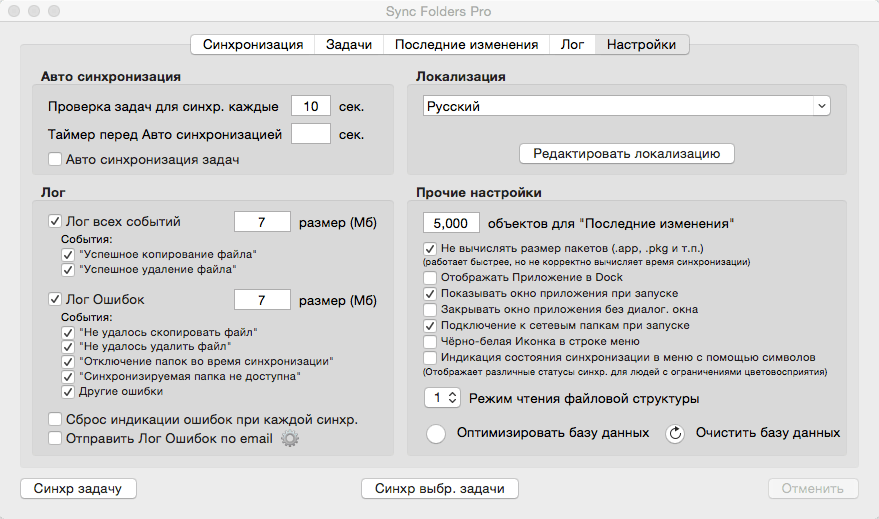 Sync Folders Pro
Синхронизация Задачи Последние изменения Лог Настройки
Авто синхронизация
Проверка задач для синхр. каждые 10 сек.
Таймер перед Авто синхронизацией сек.
Авто синхронизация задач
Локализация
Русский
Редактировать локализацию
Лог
Лог всех событий 7 размер (Мб)
События:
"Успешное копирование файла"
"Успешное удаление файла"
Лог Ошибок 7 размер (Мб)
События:
"Не удалось скопировать файл"
"Не удалось удалить файл"
"Отключение папок во время синхронизации"
"Синхронизируемая папка не доступна"
Другие ошибки
Сброс индикации ошибок при каждой синхр.
Отправить Лог Ошибок по email
Прочие настройки
5,000 объектов для "Последние изменения"
Не вычислять размер пакетов (.app, .pkg и т.п.)
(работает быстрее, но не корректно вычисляет время синхронизации)
Отображать Приложение в Dock
Показывать окно приложения при запуске
Закрывать окно приложения без диалог. окна
Подключение к сетевым папкам при запуске
Чёрно-белая Иконка в строке меню
Индикация состояния синхронизации в меню с помощью символов
(Отображает различные статусы синхр. для людей с ограничениями цветовосприятия)
1 Режим чтения файловой структуры
Оптимизировать базу данных Очистить базу данных
Синхр задачу Синхр выбр. задачи Отменить